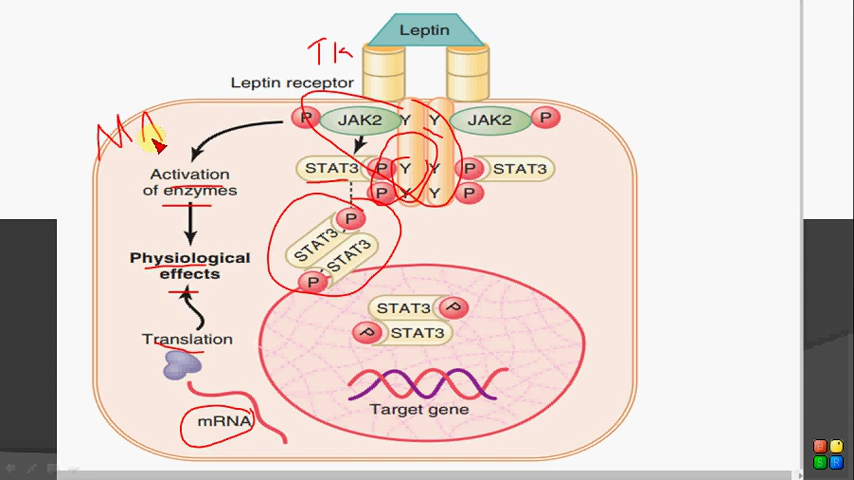 Leptin
TK
Leptin receptor
P JAK2 Y Y JAK2 P
MA
STAT3 P Y Y P STAT3
Activation
of enzymes
P Y Y P
P
STAT3
STAT3
P
Physiological
effects
STAT3 P
P STAT3
Translation
Target gene
mRNA